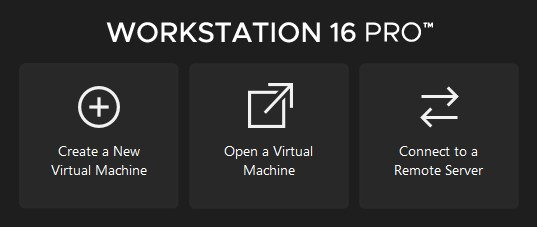 WORKSTATION 16 PRO™
Create a New
Virtual Machine
Open a Virtual
Machine
Connect to a
Remote Server